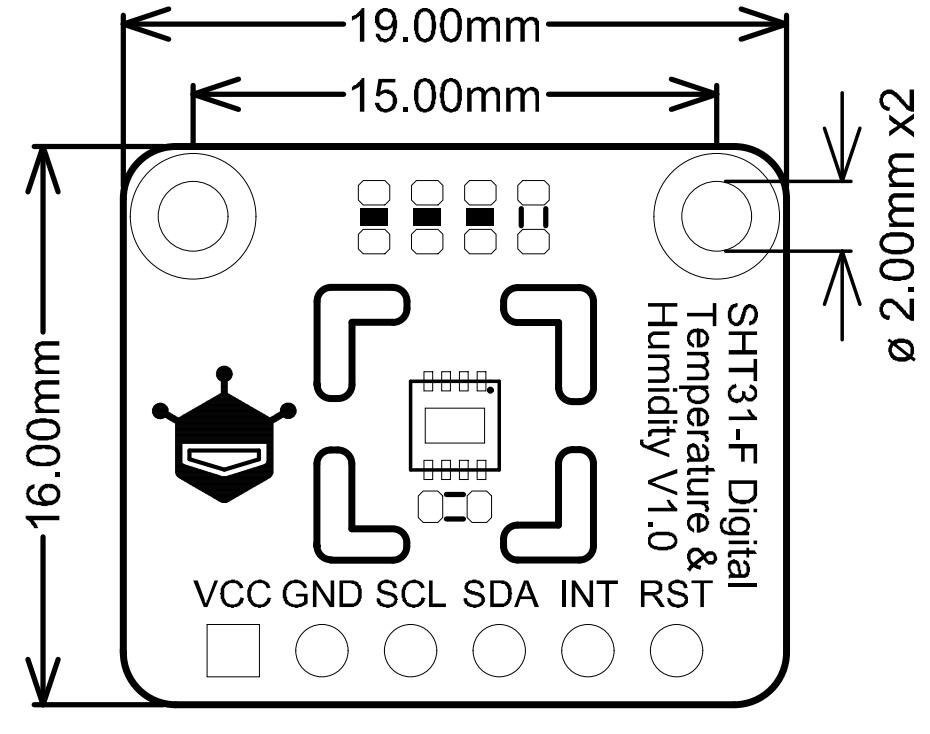 19.00mm
15.00mm
ø 2.00mm x2
16.00mm
SHT31-F Digital
Temperature &
Humidity V1.0
VCC GND SCL SDA INT RST